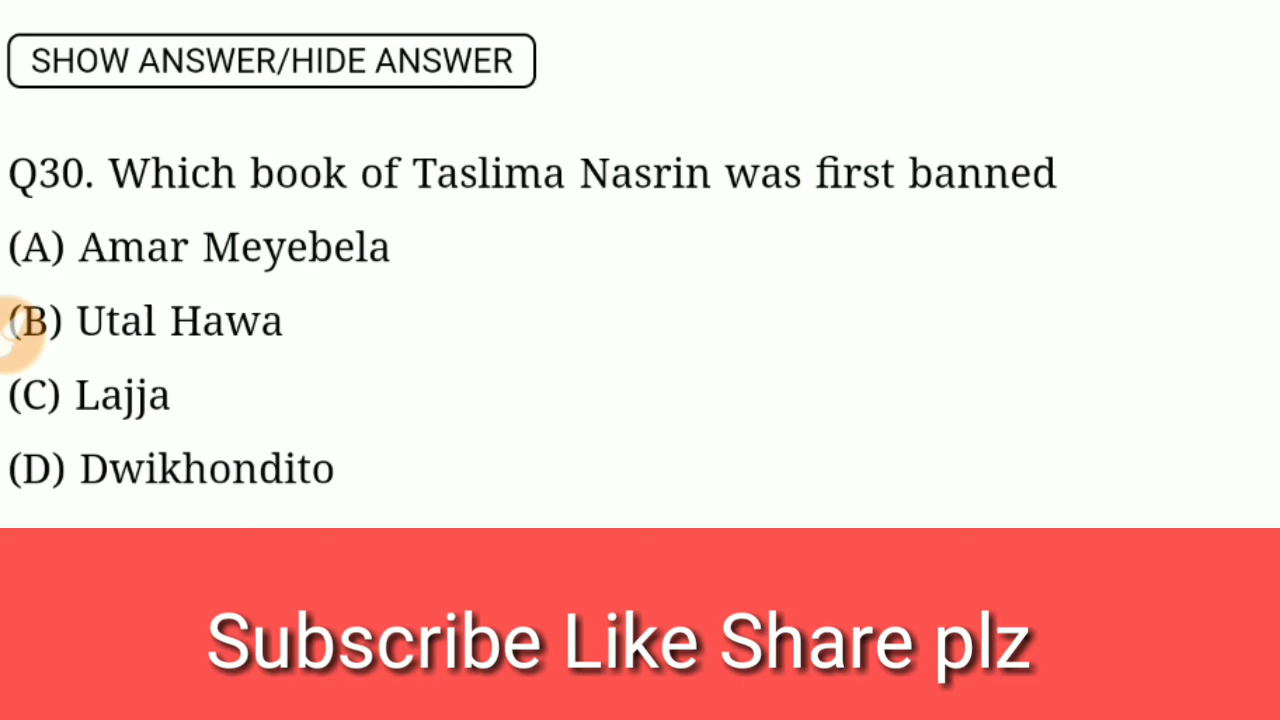 SHOW ANSWER/HIDE ANSWER
Q30. Which book of Taslima Nasrin was first banned
(A) Amar Meyebela
(B) Utal Hawa
(C) Lajja
(D) Dwikhondito
Subscribe Like Share plz